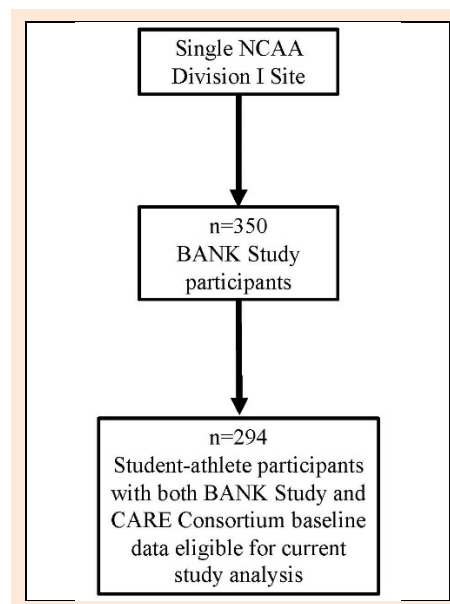 Single NCAA
Division I Site
n=350
BANK Study
participants
n=294
Student-athlete participants
with both BANK Study and
CARE Consortium baseline
data eligible for current
study analysis